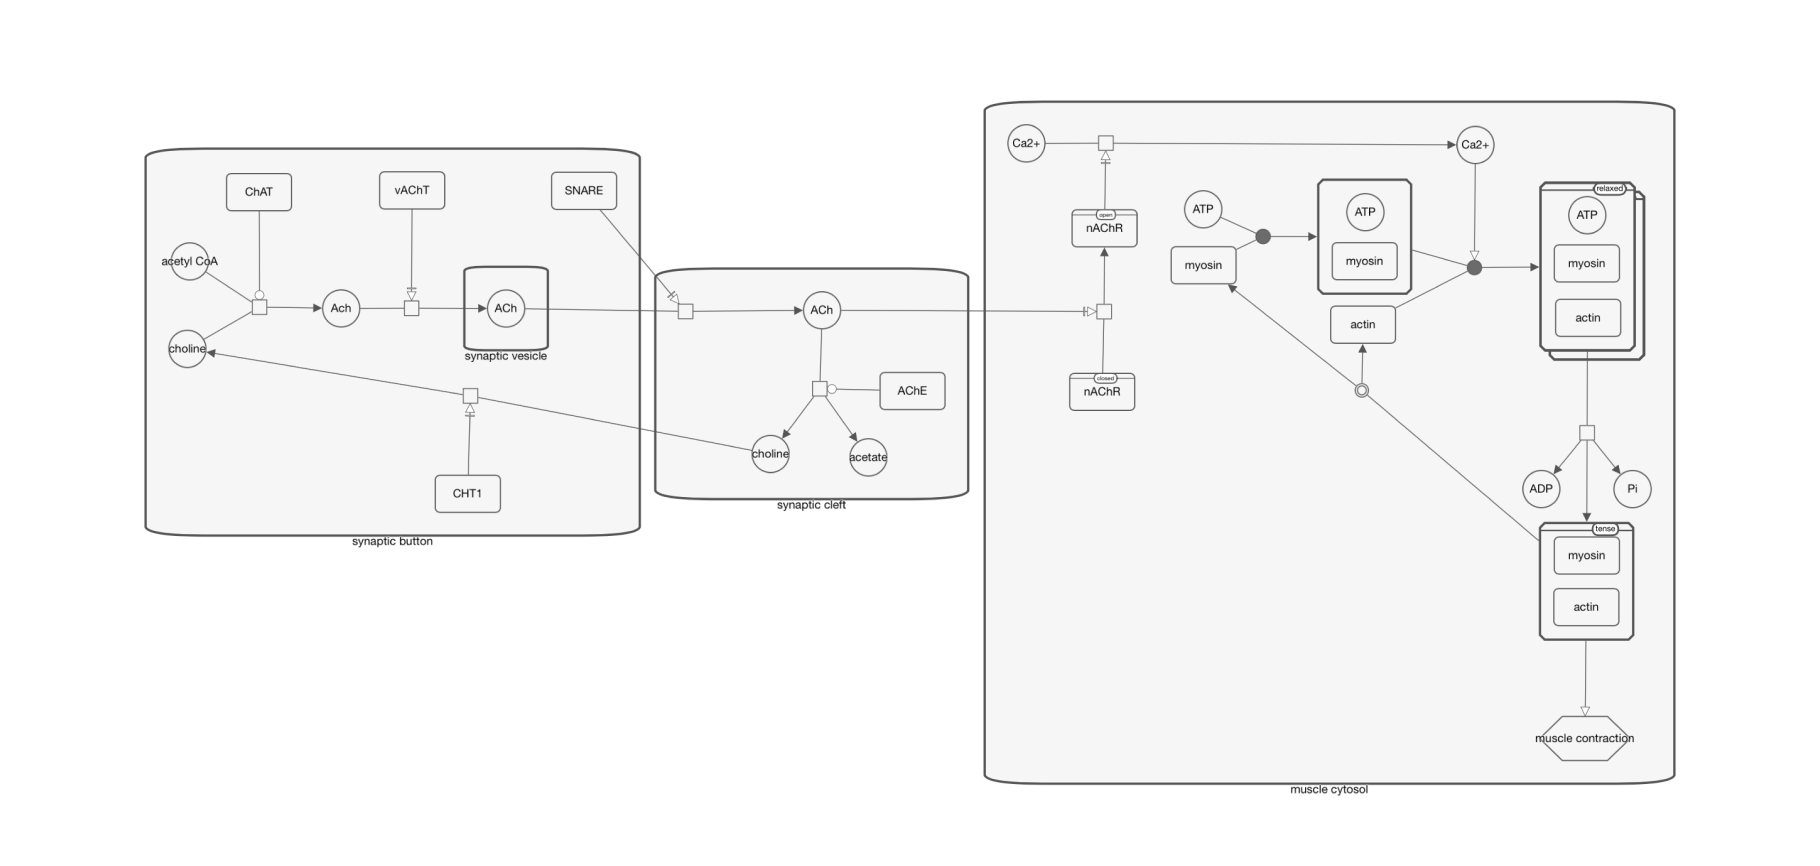 ChAT
vAChT
SNARE
acetyl CoA
Ach
ACh
synaptic vesicle
choline
CHT1
synaptic button
ACh
AChE
choline
acetate
synaptic cleft
Ca2+
Ca2+
open
nAChR
closed
nAChR
ATP
myosin
ATP
myosin
actin
relaxed
ATP
myosin
actin
ADP
Pi
tense
myosin
actin
muscle contraction
muscle cytosol